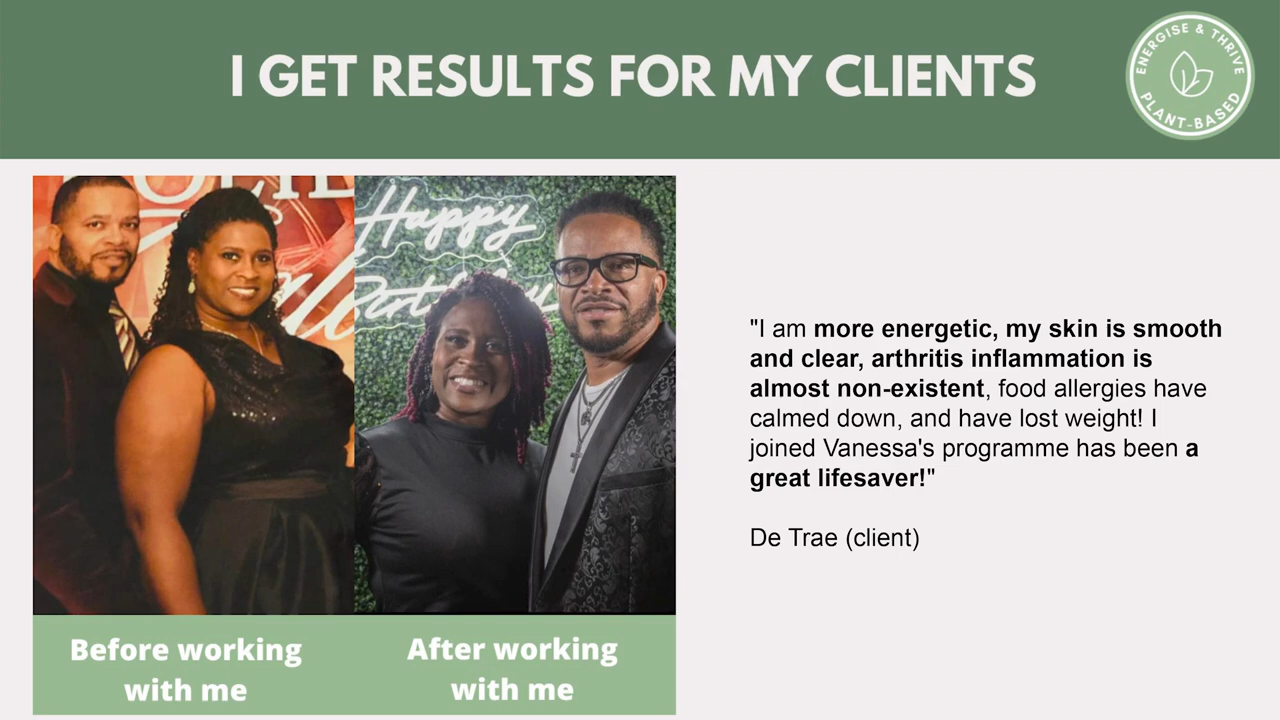 I GET RESULTS FOR MY CLIENTS
ENERGISE & THRIVE
PLANT-BASED
Happy
"I am more energetic, my skin is smooth
and clear, arthritis inflammation is
almost non-existent, food allergies have
calmed down, and have lost weight! I
joined Vanessa's programme has been a
great lifesaver!"
De Trae (client)
Before working
with me
After working
with me